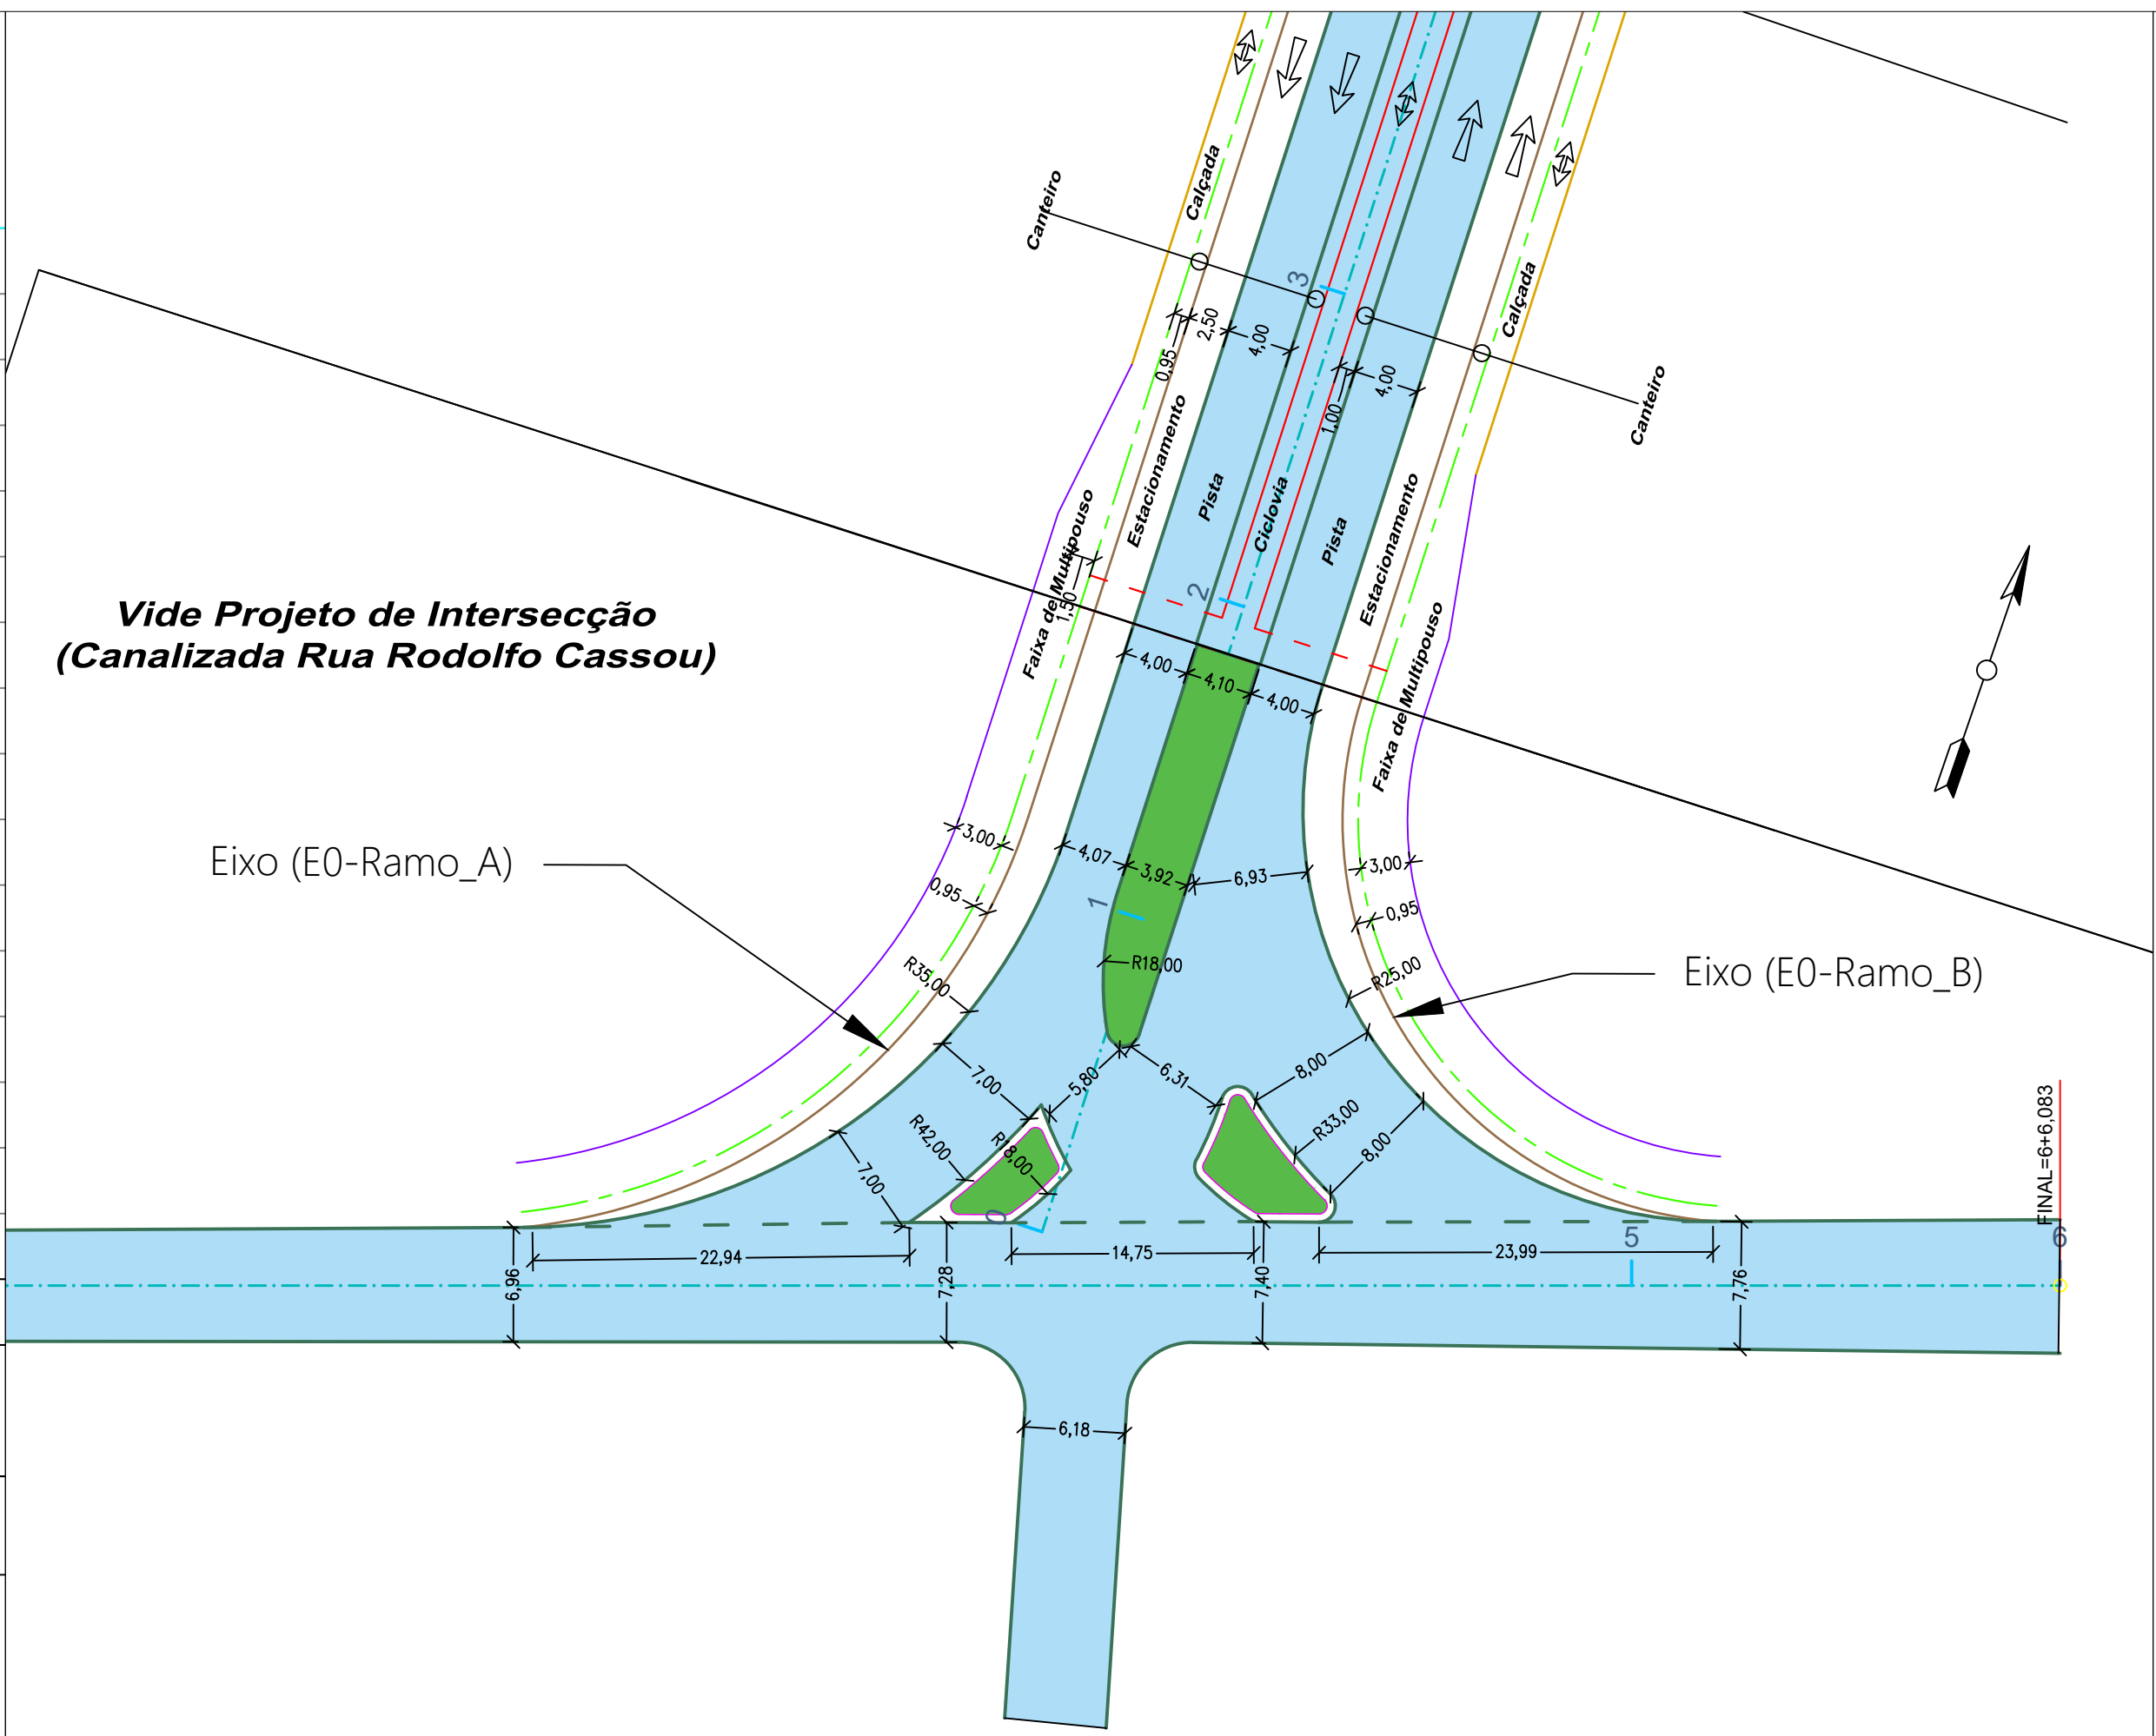 Canteiro
Calçada
3
Calçada
2,50
4,00
0,95
4,00
1,00
Canteiro
Estacionamento
Pista
Ciclovia
Pista
Estacionamento
Faixa de Multipouso
1,50
2
Vide Projeto de Intersecção
(Canalizada Rua Rodolfo Cassou)
Faixa de Multipouso
4,00
4,10
4,00
3,00
4,07
3,92
6,93
3,00
Eixo (E0-Ramo_A)
0,95
1
0,95
R35,00
R18,00
R25,00
Eixo (E0-Ramo_B)
7,00
5,80
6,31
8,00
R42,00
R33,00
7,00
8,00
0
FINAL=6+6,083
5
6
22,94
14,75
23,99
6,96
7,28
7,40
7,76
6,18